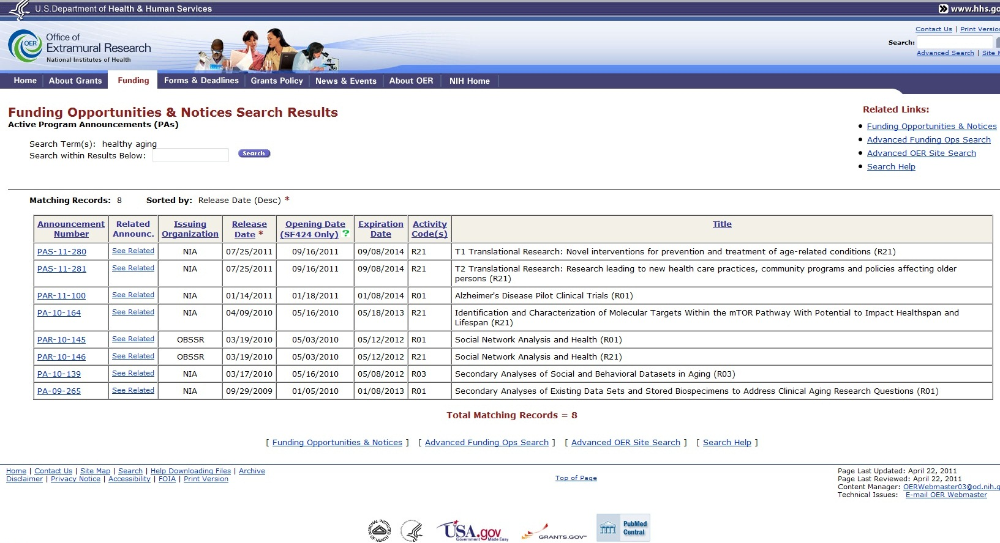 U.S.Department of Health & Human Services
www.hhs.go
OER
Office of
Extramural Research
National Institutes of Health
Contact Us | Print Version
Search:
Advanced Search | Site M
Home About Grants Funding Forms & Deadlines Grants Policy News & Events About OER NIH Home
Funding Opportunities & Notices Search Results
Active Program Announcements (PAs)
Search Term(s): healthy aging
Search within Results Below: Search
Related Links:
Funding Opportunities & Notices
Advanced Funding Ops Search
Advanced OER Site Search
Search Help
Matching Records: 8 Sorted by: Release Date (Desc) *
Announcement Number Related Announc. Issuing Organization Release Date * Opening Date (SF424 Only) ? Expiration Date Activity Code(s) Title
PAS-11-280 See Related NIA 07/25/2011 09/16/2011 09/08/2014 R21 T1 Translational Research: Novel interventions for prevention and treatment of age-related conditions (R21)
PAS-11-281 See Related NIA 07/25/2011 09/16/2011 09/08/2014 R21 T2 Translational Research: Research leading to new health care practices, community programs and policies affecting older
persons (R21)
PAR-11-100 See Related NIA 01/14/2011 01/18/2011 01/08/2014 R01 Alzheimer's Disease Pilot Clinical Trials (R01)
PA-10-164 See Related NIA 04/09/2010 05/16/2010 05/18/2013 R21 Identification and Characterization of Molecular Targets Within the mTOR Pathway With Potential to Impact Healthspan and
Lifespan (R21)
PAR-10-145 See Related OBSSR 03/19/2010 05/03/2010 05/12/2012 R01 Social Network Analysis and Health (R01)
PAR-10-146 See Related OBSSR 03/19/2010 05/03/2010 05/12/2012 R21 Social Network Analysis and Health (R21)
PA-10-139 See Related NIA 03/17/2010 05/16/2010 05/08/2012 R03 Secondary Analyses of Social and Behavioral Datasets in Aging (R03)
PA-09-265 See Related NIA 09/29/2009 01/05/2010 01/08/2013 R01 Secondary Analyses of Existing Data Sets and Stored Biospecimens to Address Clinical Aging Research Questions (R01)
Total Matching Records = 8
[ Funding Opportunities & Notices ] [ Advanced Funding Ops Search ] [ Advanced OER Site Search ] [ Search Help ]
Home | Contact Us | Site Map | Search | Help Downloading Files | Archive
Disclaimer | Privacy Notice | Accessibility | FOIA | Print Version
Top of Page
Page Last Updated: April 22, 2011
Page Last Reviewed: April 22, 2011
Content Manager: OERWebmaster03@od.nih.g
Technical Issues: E-mail OER Webmaster
NATIONAL INSTITUTES OF HEALTH
USA.gov
Government Made Easy
GRANTS.GOV
PubMed
Central